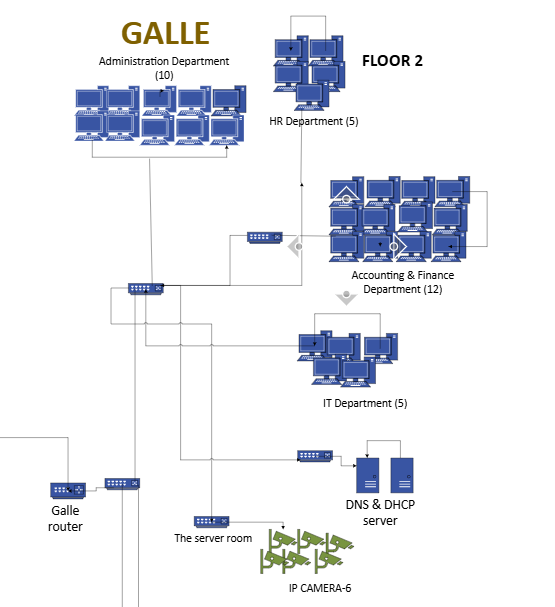 GALLE
Administration Department
(10)
FLOOR 2
HR Department (5)
Accounting & Finance
Department (12)
IT Department (5)
Galle
router
DNS & DHCP
server
The server room
IP CAMERA-6